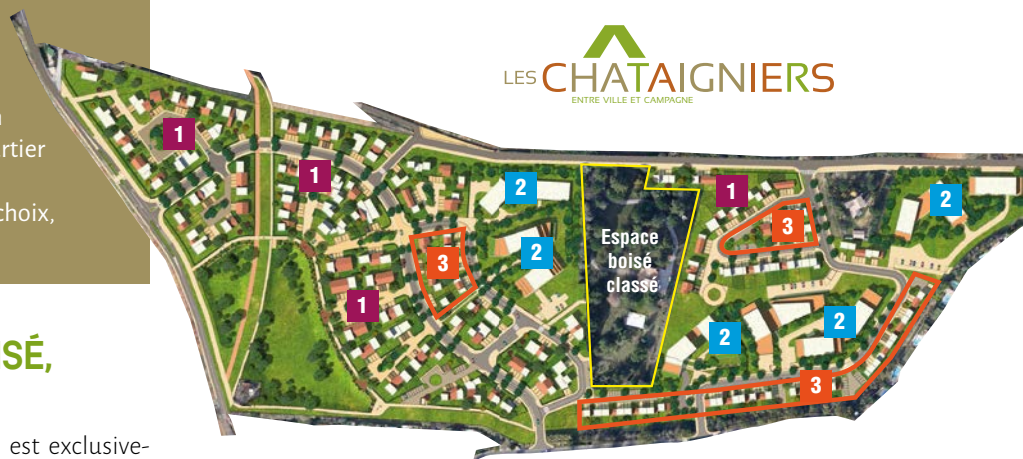 rtier
choix,
SÉ,
est exclusive-
LES CHATAIGNIERS
ENTRE VILLE ET CAMPAGNE
1
1
1
1
2
2
2
2
2
3
3
3
Espace
boisé
classé